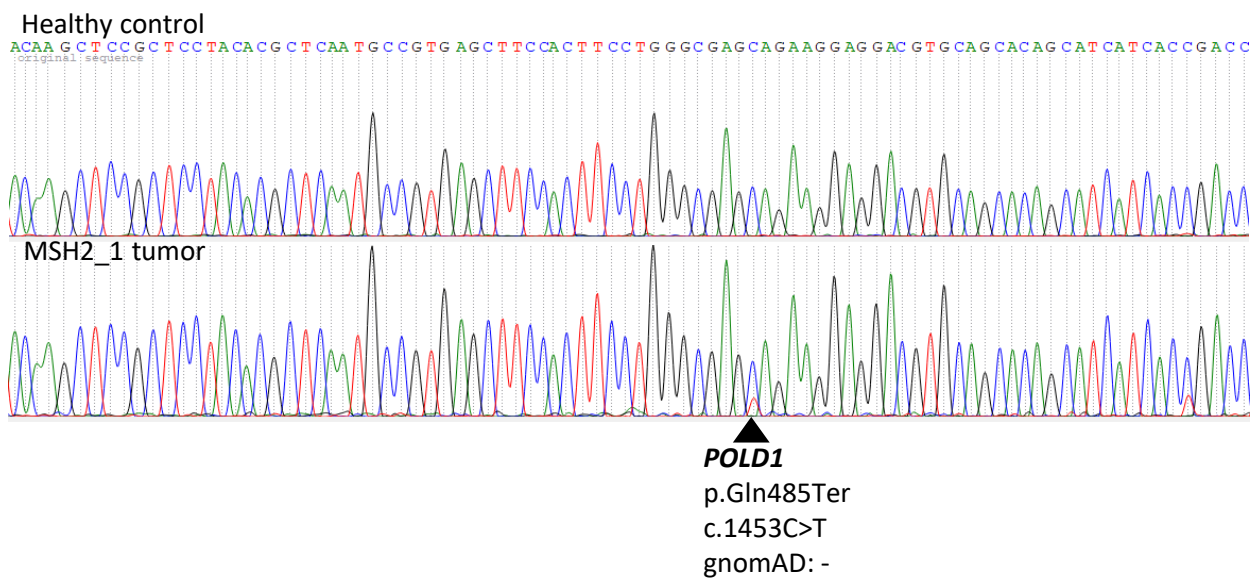 Healthy control
ACAAGCTCCGCTCCTACACGCTCAATGCCGTGAGCTTCCACTTCCTGGGCGAGCAGAAGGAGGACGTGCAGCACAGCATCATCACCGACC
original sequence
MSH2_1 tumor
POLD1
p.Gln485Ter
c.1453C>T
gnomAD: -